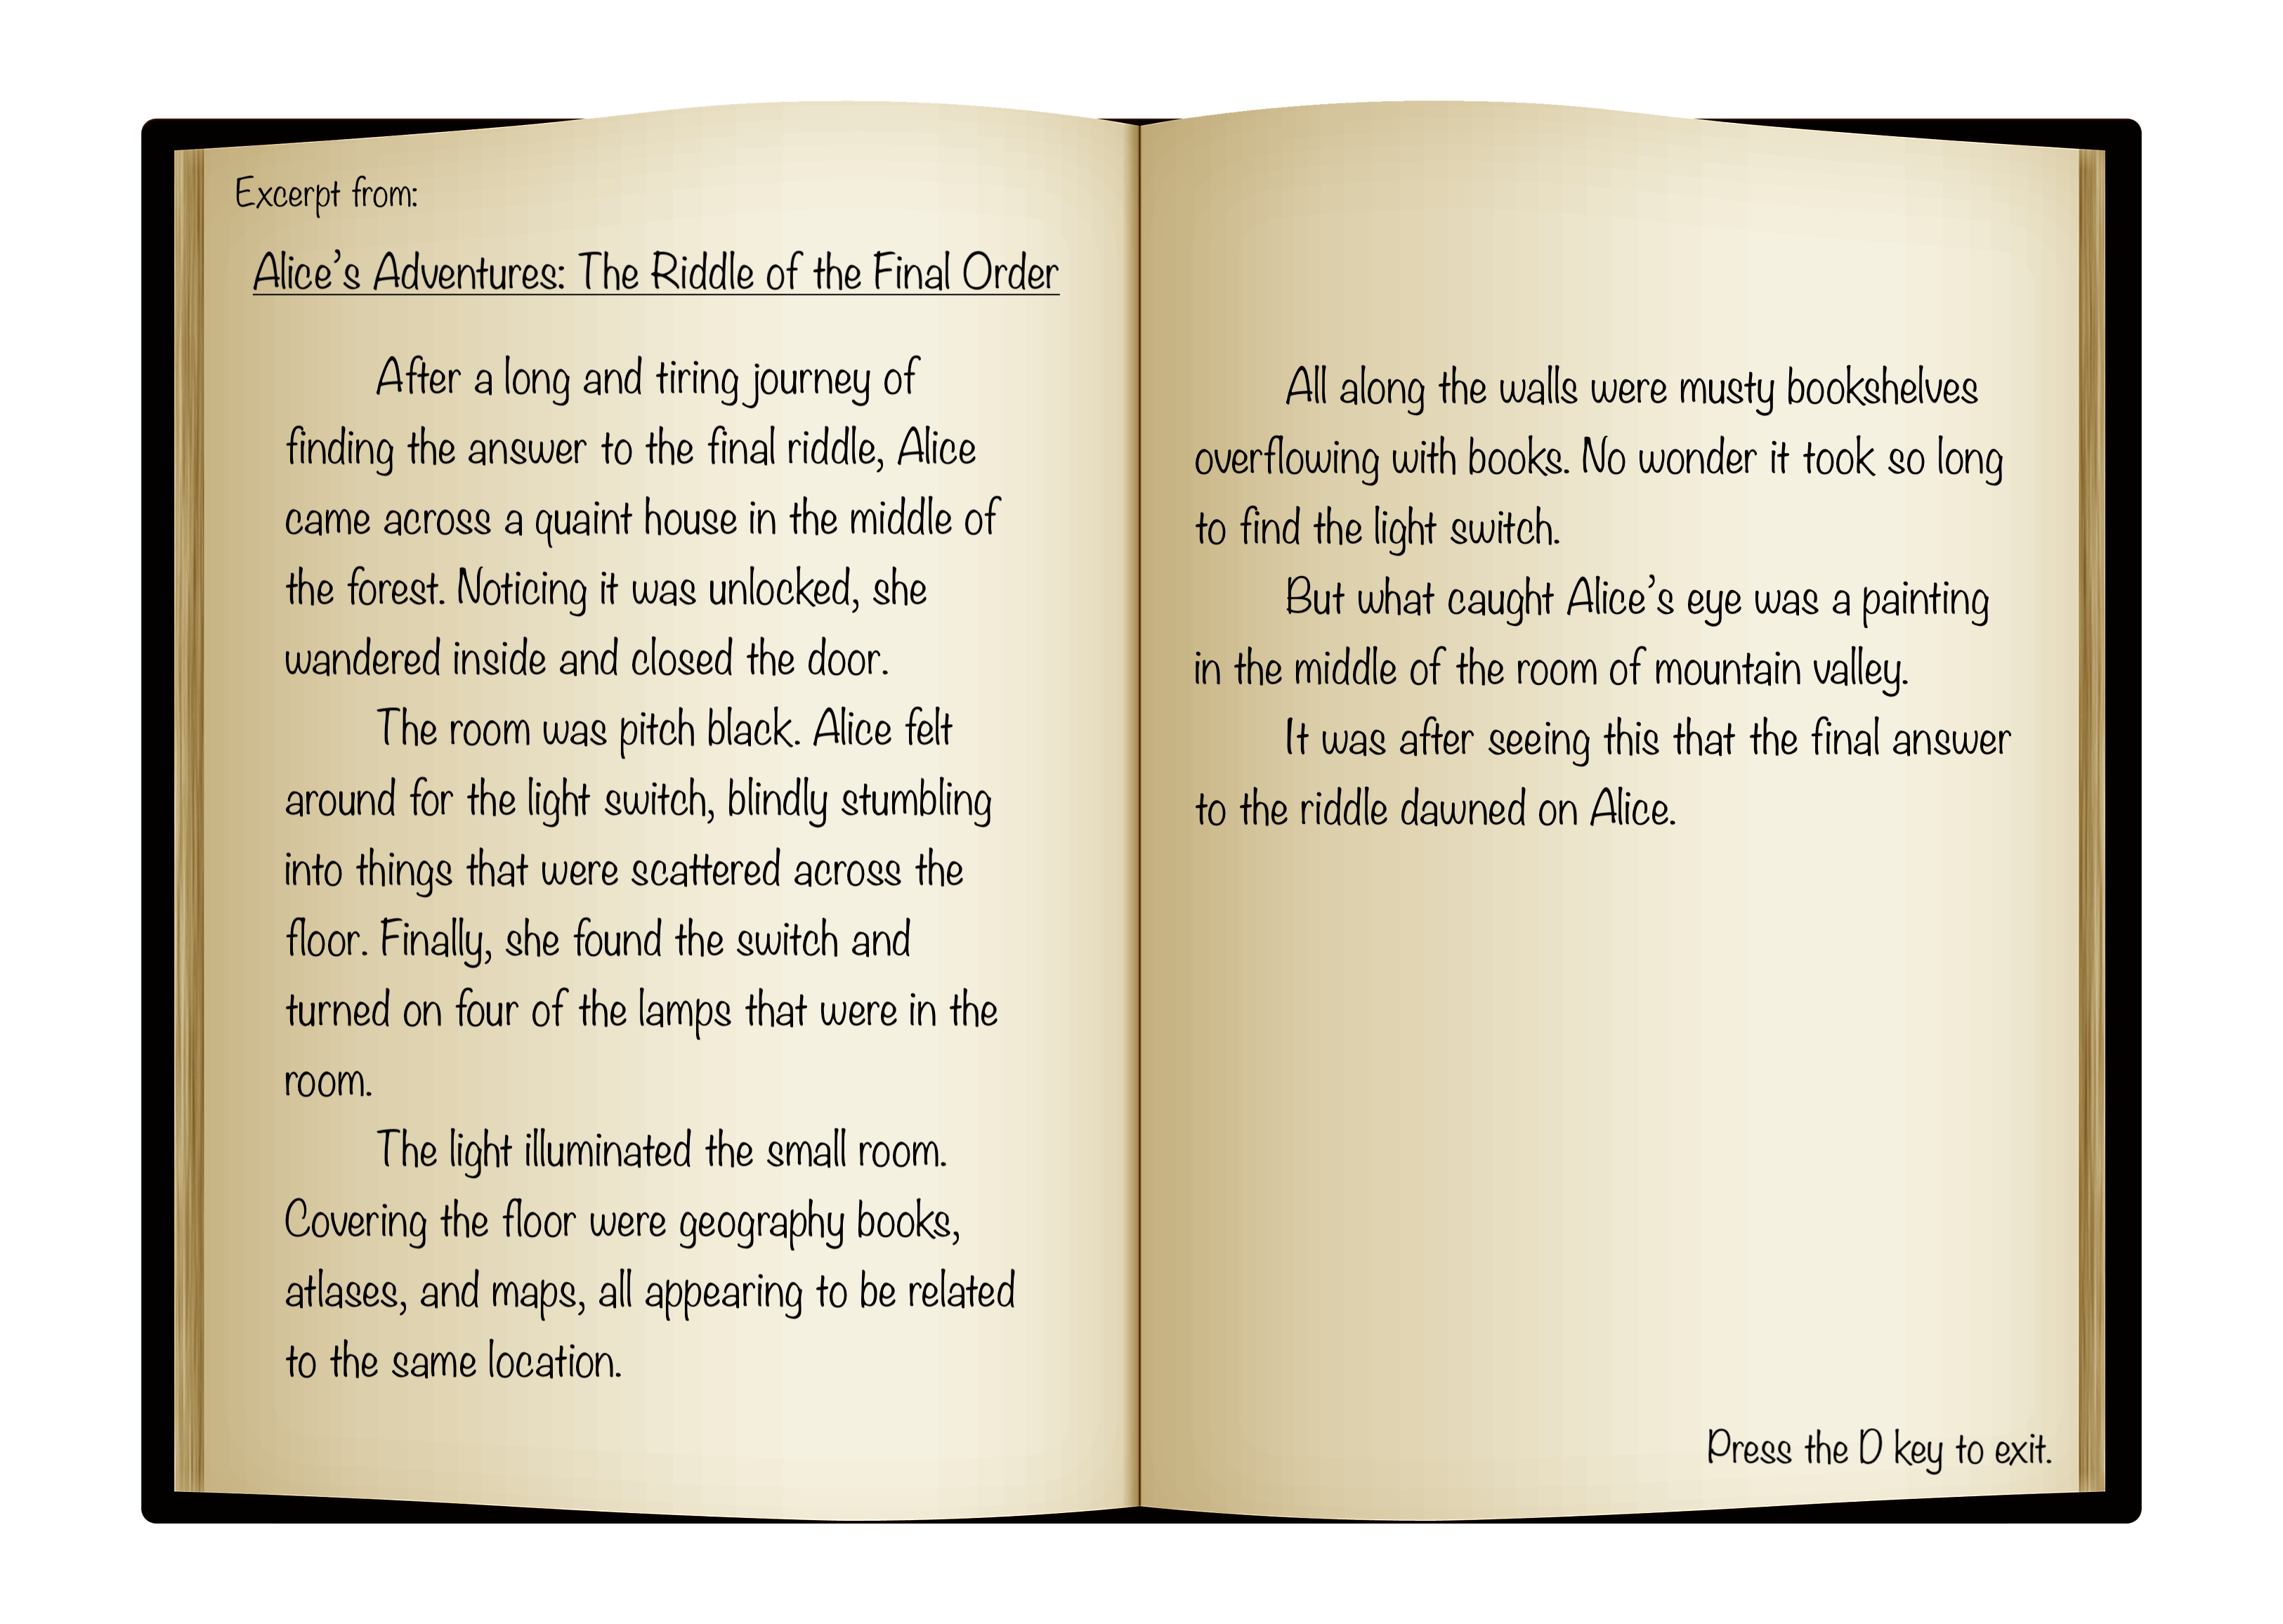 Excerpt from:
Alice's Adventures: The Riddle of the Final Order
After a long and tiring journey of
finding the answer to the final riddle, Alice
came across a quaint house in the middle of
the forest. Noticing it was unlocked, she
wandered inside and closed the door.
The room was pitch black. Alice felt
around for the light switch, blindly stumbling
into things that were scattered across the
floor. Finally, she found the switch and
turned on four of the lamps that were in the
room.
The light illuminated the small room.
Covering the floor were geography books,
atlases, and maps, all appearing to be related
to the same location.
All along the walls were musty bookshelves
overflowing with books. No wonder it took so long
to find the light switch.
But what caught Alice's eye was a painting
in the middle of the room of mountain valley.
It was after seeing this that the final answer
to the riddle dawned on Alice.
Press the D key to exit.